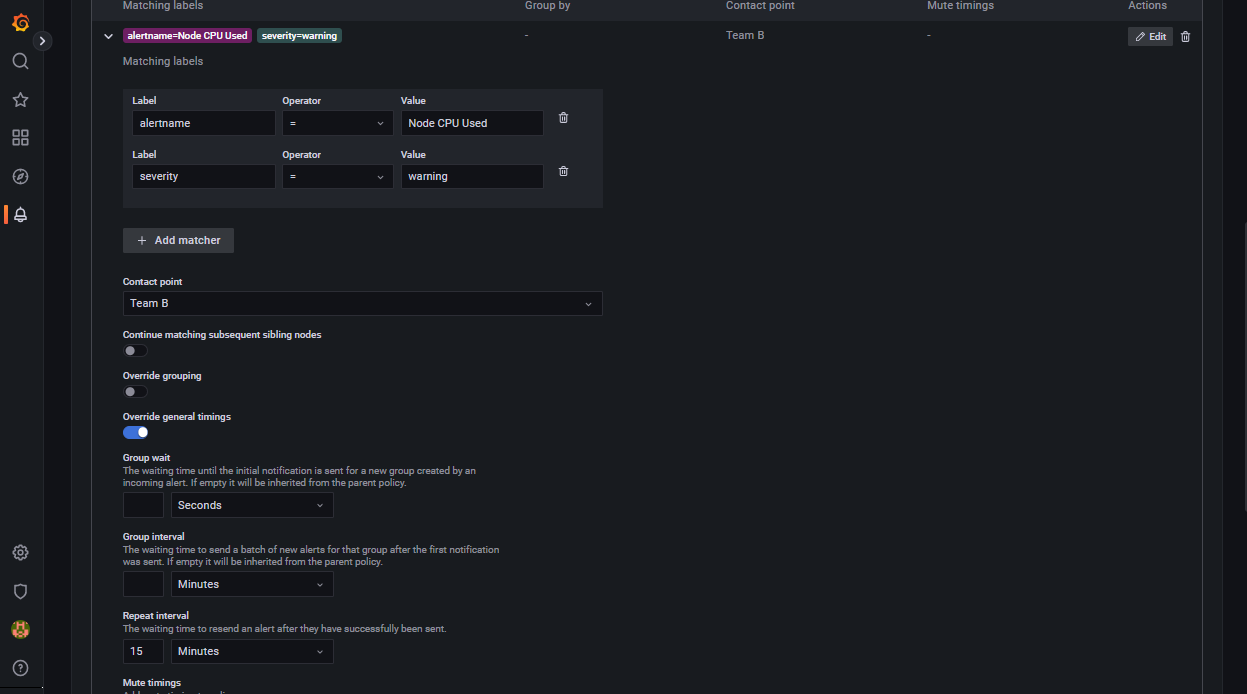 Matching labels Group by Contact point Mute timings Actions
alertname=Node CPU Used severity=warning - Team B - Edit
Matching labels
Label Operator Value
alertname = Node CPU Used
Label Operator Value
severity = warning
+ Add matcher
Contact point
Team B
Continue matching subsequent sibling nodes
Override grouping
Override general timings
Group wait
The waiting time until the initial notification is sent for a new group created by an
incoming alert. If empty it will be inherited from the parent policy.
Seconds
Group interval
The waiting time to send a batch of new alerts for that group after the first notification
was sent. If empty it will be inherited from the parent policy.
Minutes
Repeat interval
The waiting time to resend an alert after they have successfully been sent.
15 Minutes
Mute timings